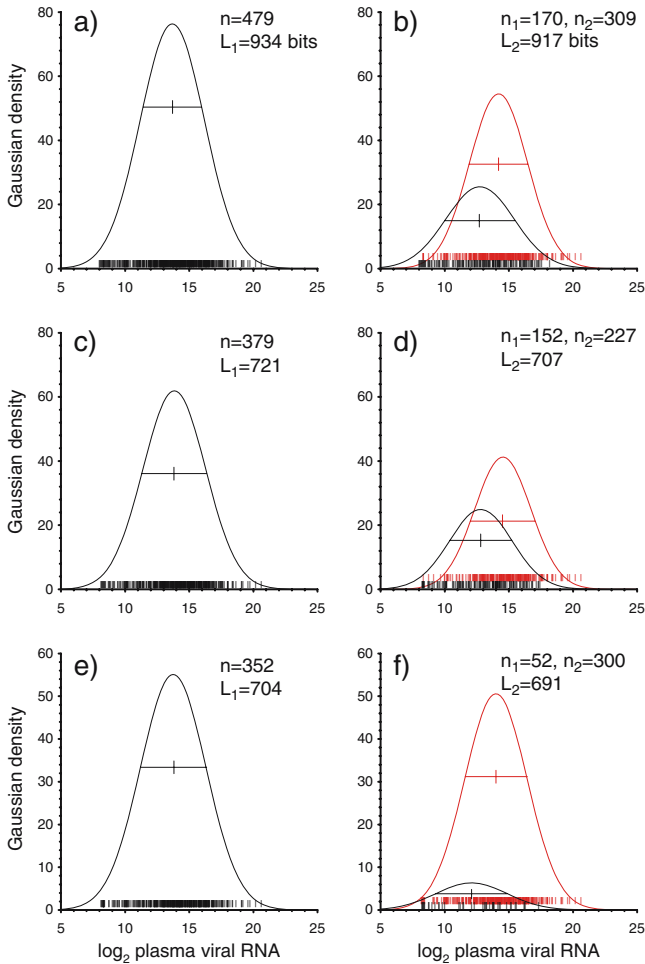 a)
n=479
L₁=934 bits
Gaussian density
80
60
40
20
0
5 10 15 20 25
b)
n₁=170, n₂=309
L₂=917 bits
80
60
40
20
0
5 10 15 20 25
c)
n=379
L₁=721
Gaussian density
80
60
40
20
0
5 10 15 20 25
d)
n₁=152, n₂=227
L₂=707
80
60
40
20
0
5 10 15 20 25
e)
n=352
L₁=704
Gaussian density
60
50
40
30
20
10
0
5 10 15 20 25
log₂ plasma viral RNA
f)
n₁=52, n₂=300
L₂=691
60
50
40
30
20
10
0
5 10 15 20 25
log₂ plasma viral RNA